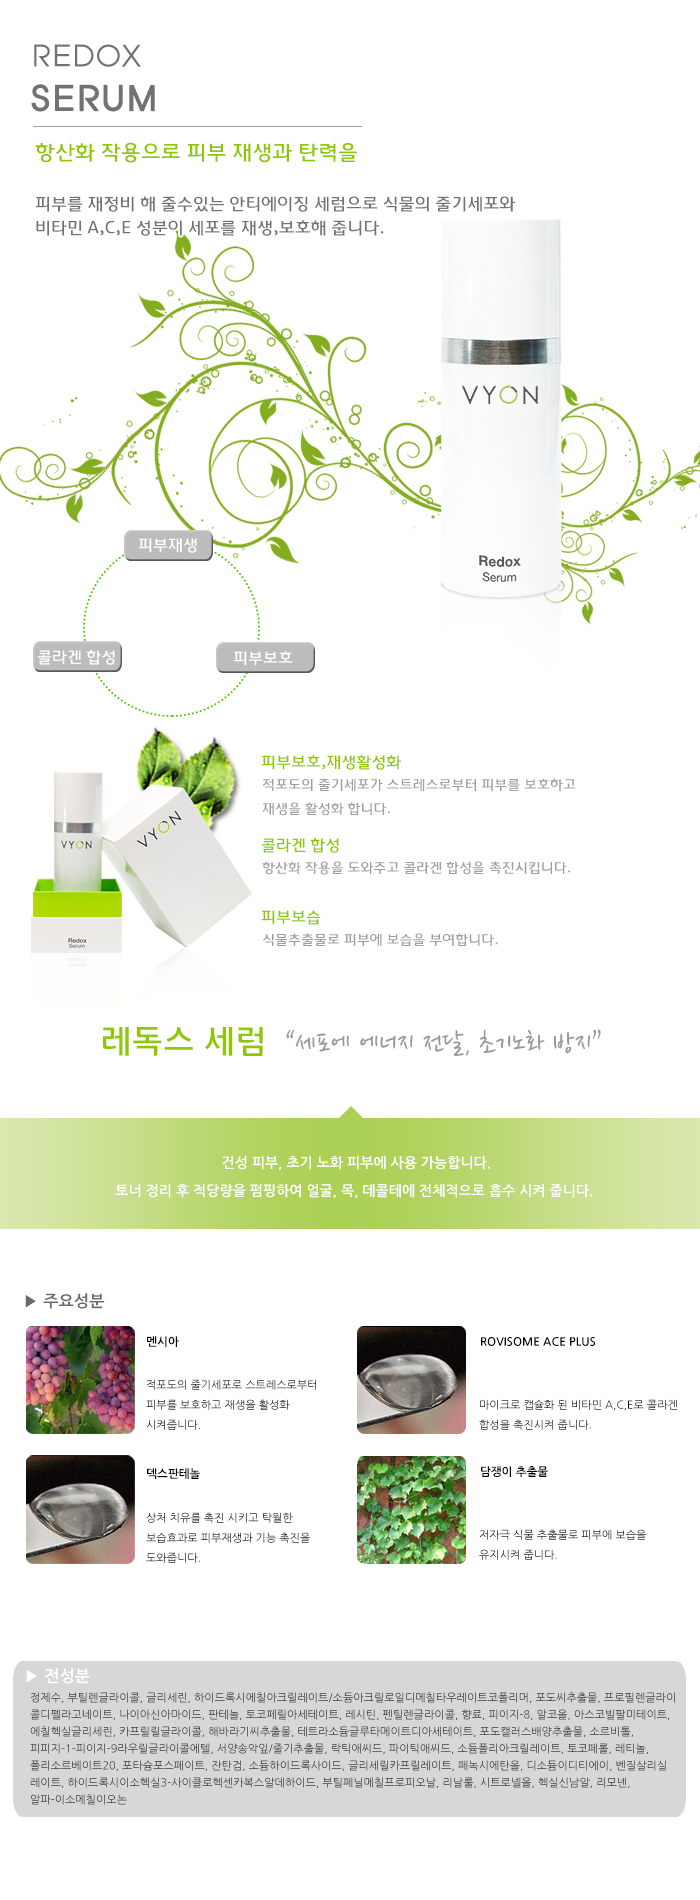 REDOX
SERUM
항산화 작용으로 피부 재생과 탄력을
피부를 재정비 해 줄수있는 안티에이징 세럼으로 식물의 줄기세포와
비타민 A,C,E 성분이 세포를 재생,보호해 줍니다.
VYON
Redox
Serum
피부재생
콜라겐 합성
피부보호
VYON
VYON
Redox
Serum
피부보호,재생활성화
적포도의 줄기세포가 스트레스로부터 피부를 보호하고
재생을 활성화 합니다.
콜라겐 합성
항산화 작용을 도와주고 콜라겐 합성을 촉진시킵니다.
피부보습
식물추출물로 피부에 보습을 부여합니다.
레독스 세럼 “세포에 에너지 전달, 초기노화 방지”
건성 피부, 초기 노화 피부에 사용 가능합니다.
토너 정리 후 적당량을 펌핑하여 얼굴, 목, 데콜테에 전체적으로 흡수 시켜 줍니다.
▶ 주요성분
멘시아
적포도의 줄기세포로 스트레스로부터
피부를 보호하고 재생을 활성화
시켜줍니다.
ROVISOME ACE PLUS
마이크로 캡슐화 된 비타민 A,C,E로 콜라겐
합성을 촉진시켜 줍니다.
덱스판테놀
상처 치유를 촉진 시키고 탁월한
보습효과로 피부재생과 기능 촉진을
도와줍니다.
담쟁이 추출물
저자극 식물 추출물로 피부에 보습을
유지시켜 줍니다.
▶ 전성분
정제수, 부틸렌글라이콜, 글리세린, 하이드록시에칠아크릴레이트/소듐아크릴로일디메칠타우레이트코폴리머, 포도씨추출물, 프로필렌글라이
콜디펠라고네이트, 나이아신아마이드, 판테놀, 토코페릴아세테이트, 레시틴, 펜틸렌글라이콜, 향료, 피이지-8, 알코올, 아스코빌팔미테이트,
에칠헥실글리세린, 카프릴릴글라이콜, 해바라기씨추출물, 테트라소듐글루타메이트디아세테이트, 포도캘러스배양추출물, 소르비톨,
피피지-1-피이지-9라우릴글라이콜에텔, 서양송악잎/줄기추출물, 락틱애씨드, 파이틱애씨드, 소듐폴리아크릴레이트, 토코페롤, 레티놀,
폴리소르베이트20, 포타슘포스페이트, 잔탄검, 소듐하이드록사이드, 글리세릴카프릴레이트, 페녹시에탄올, 디소듐이디티에이, 벤질살리실
레이트, 하이드록시이소헥실3-사이클로헥센카복스알데하이드, 부틸페닐메칠프로피오날, 리날룰, 시트로넬올, 헥실신남알, 리모넨,
알파-이소메칠이오논